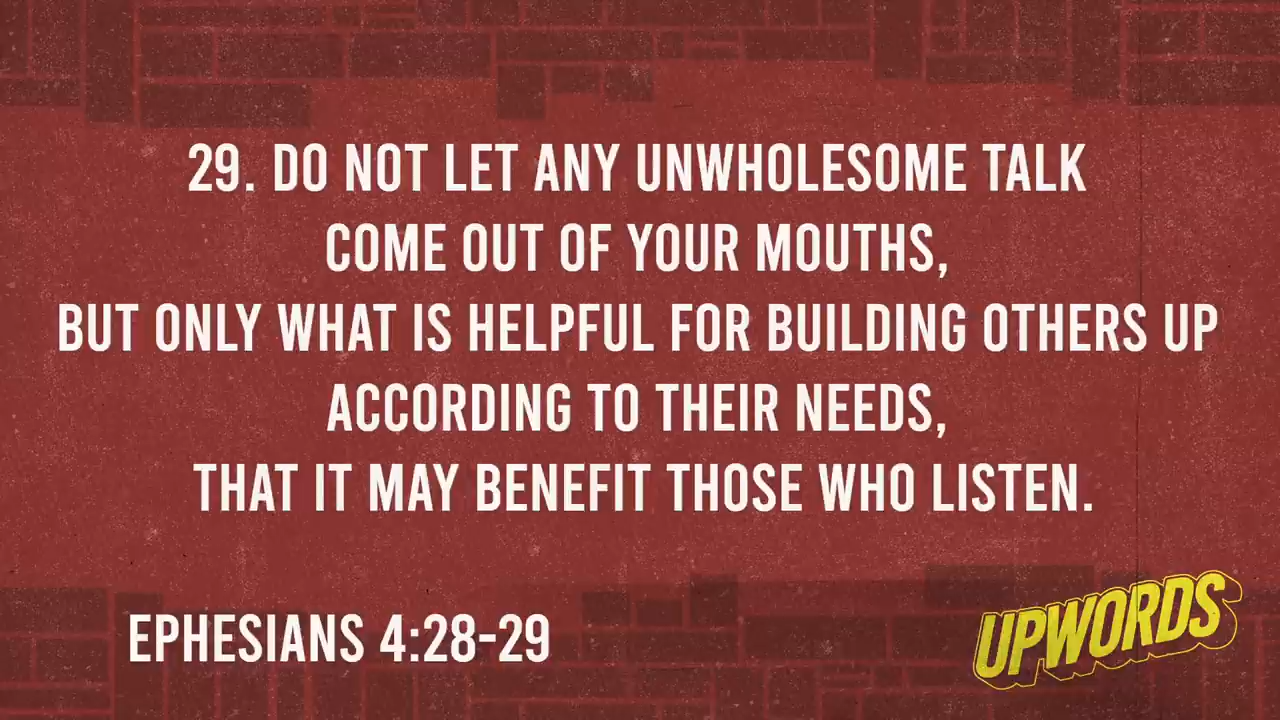 29. DO NOT LET ANY UNWHOLESOME TALK
COME OUT OF YOUR MOUTHS,
BUT ONLY WHAT IS HELPFUL FOR BUILDING OTHERS UP
ACCORDING TO THEIR NEEDS,
THAT IT MAY BENEFIT THOSE WHO LISTEN.
EPHESIANS 4:28-29
UPWORDS